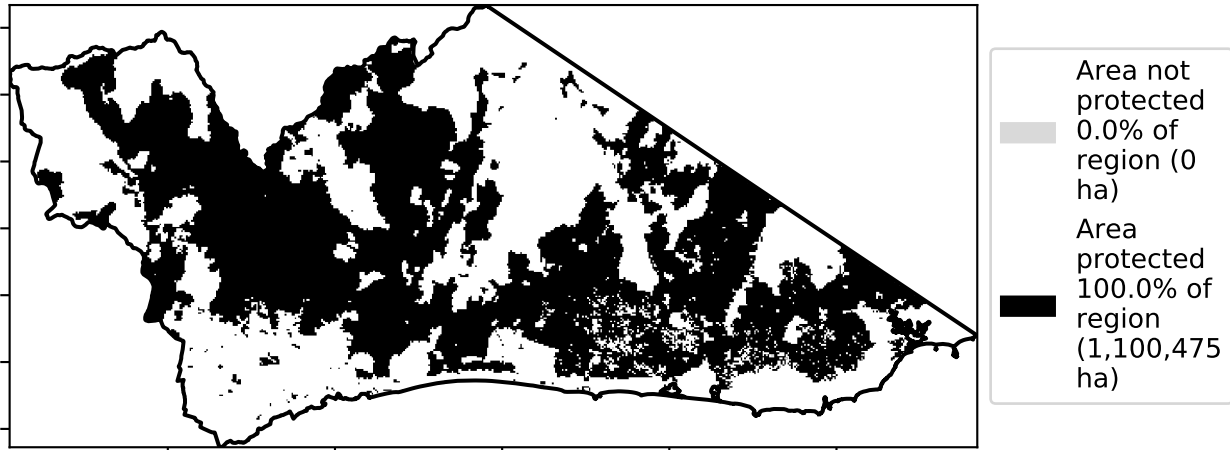 Area not
protected
0.0% of
region (0
ha)
Area
protected
100.0% of
region
(1,100,475
ha)